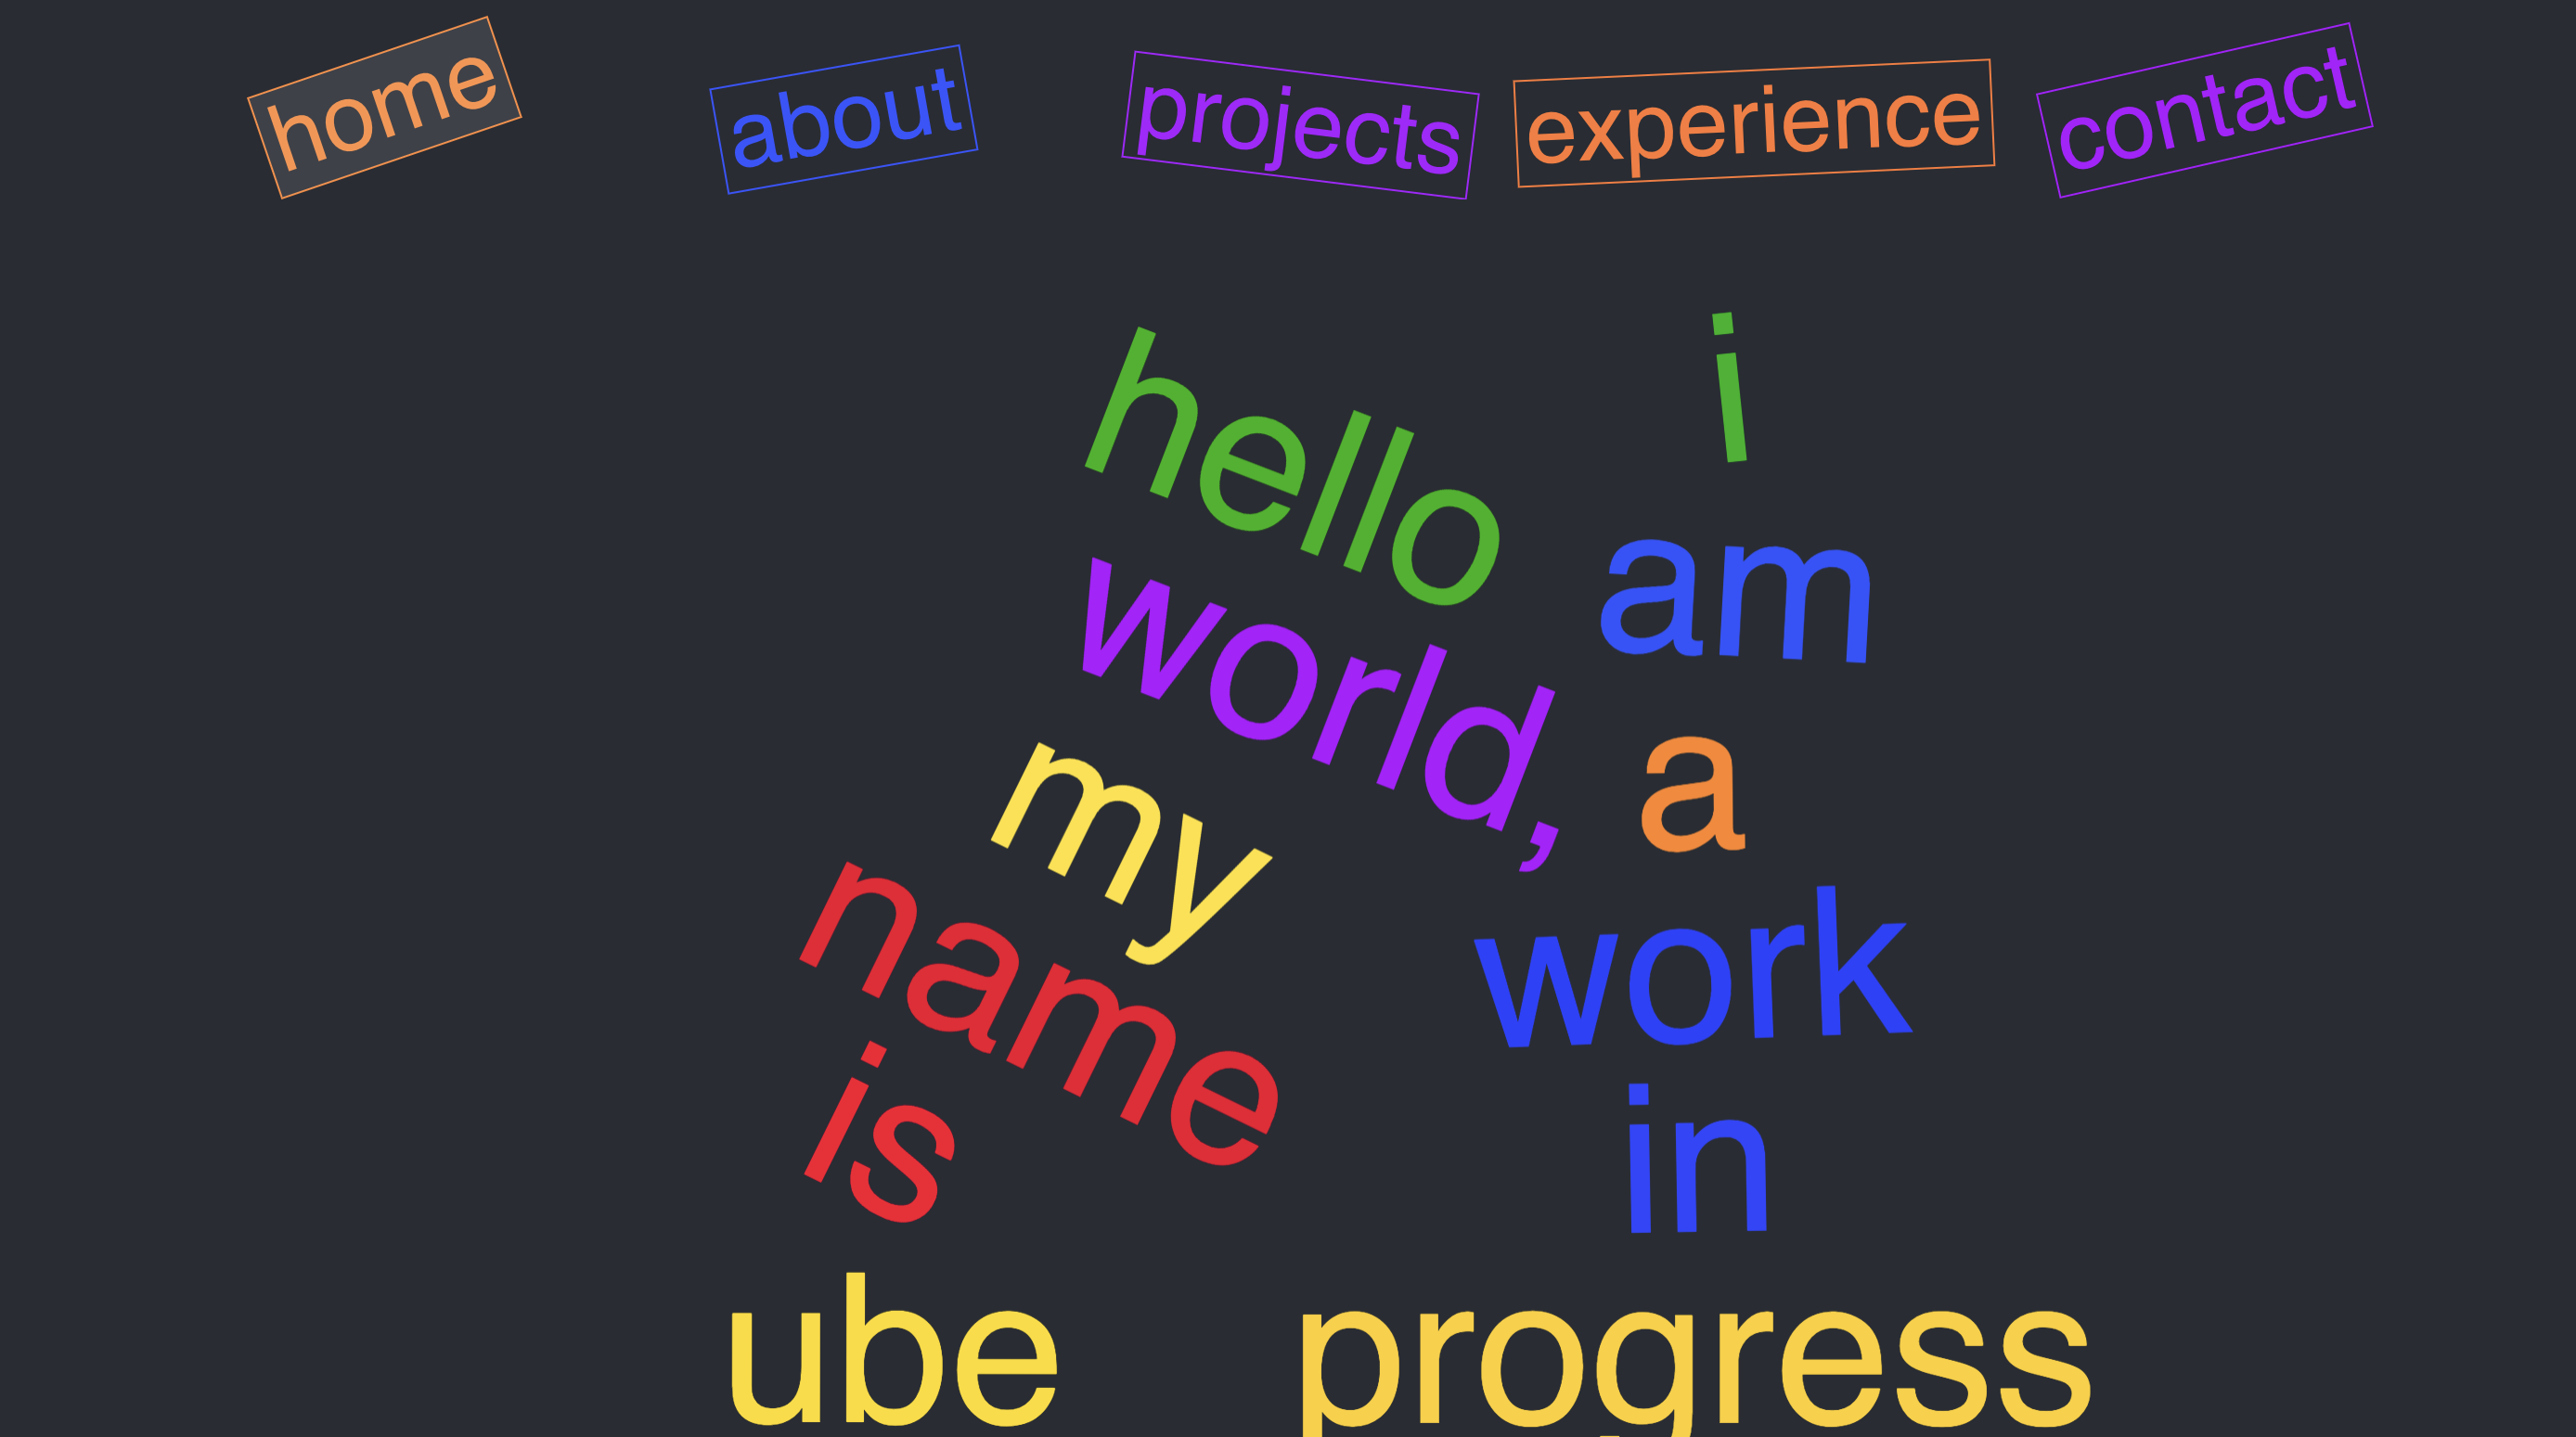 home about projects experience contact
hello
world,
my
name
is
ube
i
am
a
work
in
progress